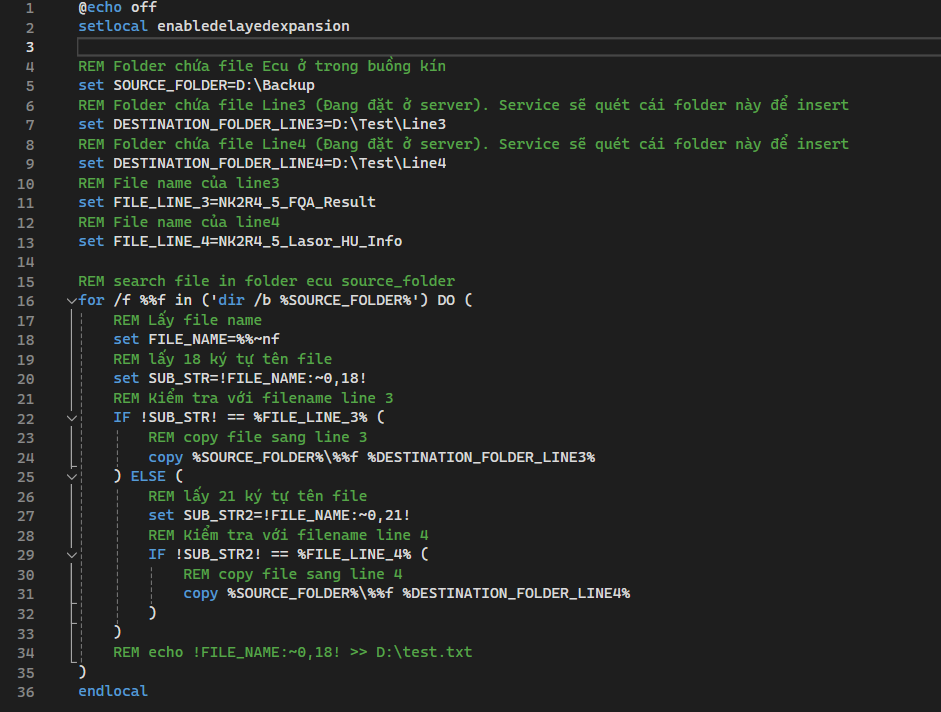 1 @echo off
2 setlocal enabledelayedexpansion
3
4 REM Folder chứa file Ecu ở trong buồng kín
5 set SOURCE_FOLDER=D:\Backup
6 REM Folder chứa file Line3 (Đang đặt ở server). Service sẽ quét cái folder này để insert
7 set DESTINATION_FOLDER_LINE3=D:\Test\Line3
8 REM Folder chứa file Line4 (Đang đặt ở server). Service sẽ quét cái folder này để insert
9 set DESTINATION_FOLDER_LINE4=D:\Test\Line4
10 REM File name của line3
11 set FILE_LINE_3=NK2R4_5_FQA_Result
12 REM File name của line4
13 set FILE_LINE_4=NK2R4_5_Lasor_HU_Info
14
15 REM search file in folder ecu source_folder
16 for /f %%f in ('dir /b %SOURCE_FOLDER%') DO (
17     REM Lấy file name
18     set FILE_NAME=%%~nf
19     REM lấy 18 ký tự tên file
20     set SUB_STR=!FILE_NAME:~0,18!
21     REM Kiểm tra với filename line 3
22     IF !SUB_STR! == %FILE_LINE_3% (
23         REM copy file sang line 3
24         copy %SOURCE_FOLDER%\%%f %DESTINATION_FOLDER_LINE3%
25     ) ELSE (
26         REM lấy 21 ký tự tên file
27         set SUB_STR2=!FILE_NAME:~0,21!
28         REM Kiểm tra với filename line 4
29         IF !SUB_STR2! == %FILE_LINE_4% (
30             REM copy file sang line 4
31             copy %SOURCE_FOLDER%\%%f %DESTINATION_FOLDER_LINE4%
32         )
33     )
34     REM echo !FILE_NAME:~0,18! >> D:\test.txt
35 )
36 endlocal